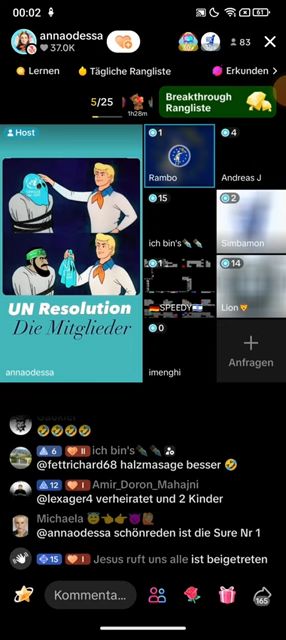 00:02
61
annaodessa
37.0K
83
Lernen
Tägliche Rangliste
Erkunden >
5/25
1h28m
Breakthrough
Rangliste
Host
1
Rambo
4
Andreas J
15
ich bin's
2
Simbamon
1
SPEEDY
14
Lion
UN Resolution
Die Mitglieder
annaodessa
0
imenghi
+
Anfragen
6 II ich bin's
@fettrichard68 halzmasage besser 🤣
12 I Amir_Doron_Mahajni
@lexager4 verheiratet und 2 Kinder
Michaela 😇👈👉😈
@annaodessa schönreden ist die Sure Nr 1
15 I Jesus ruft uns alle ist beigetreten
Kommenta...
165